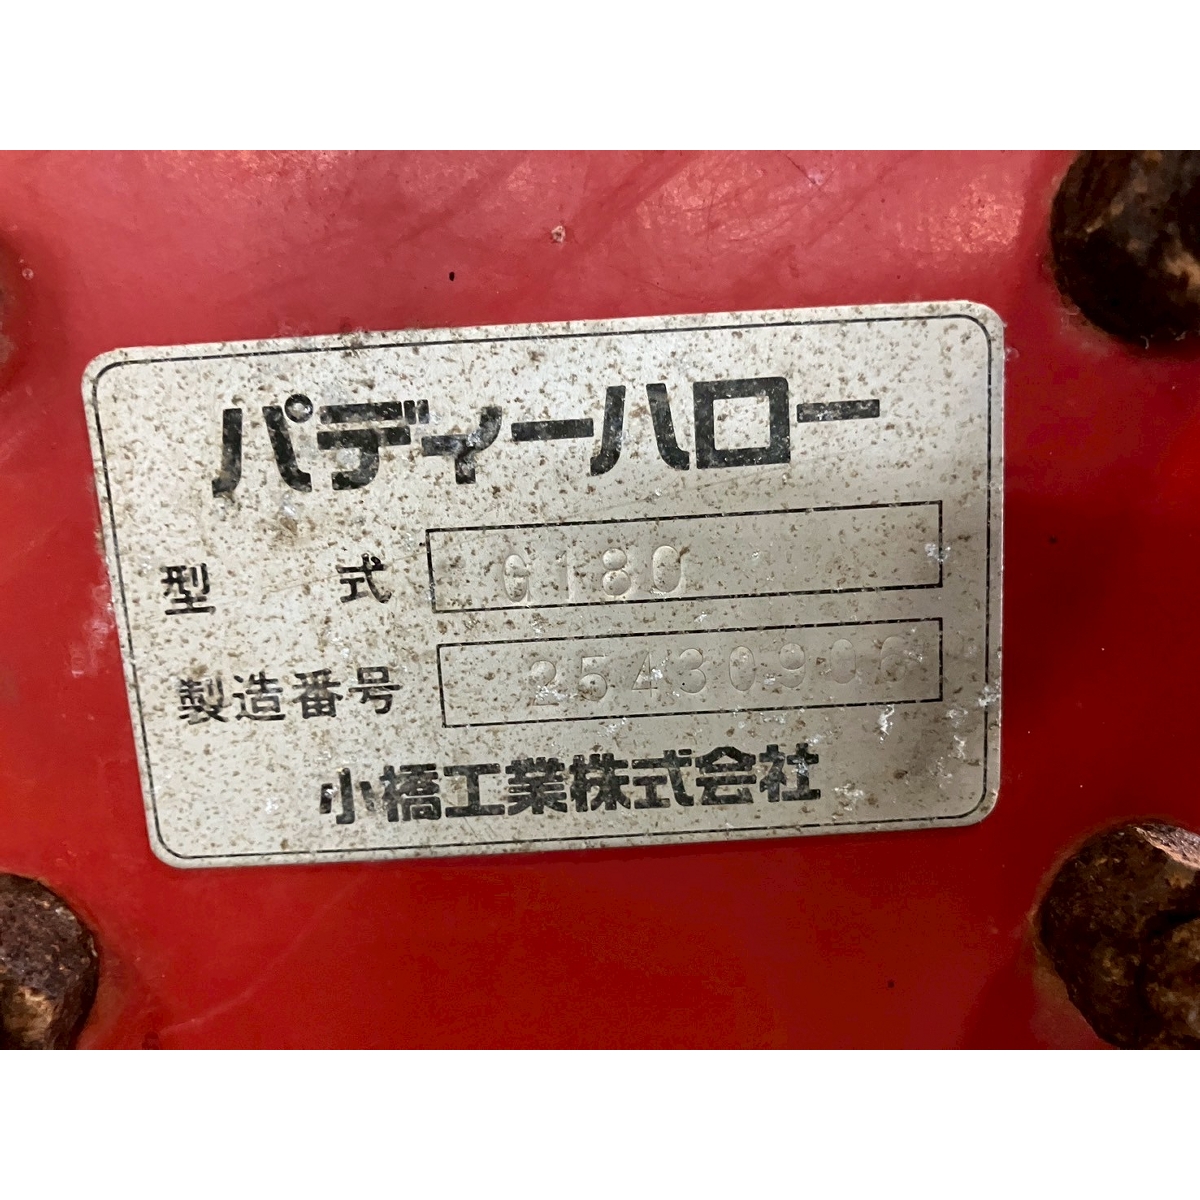 パディーハロー
型式 G180
製造番号 25430906
小橋工業株式会社